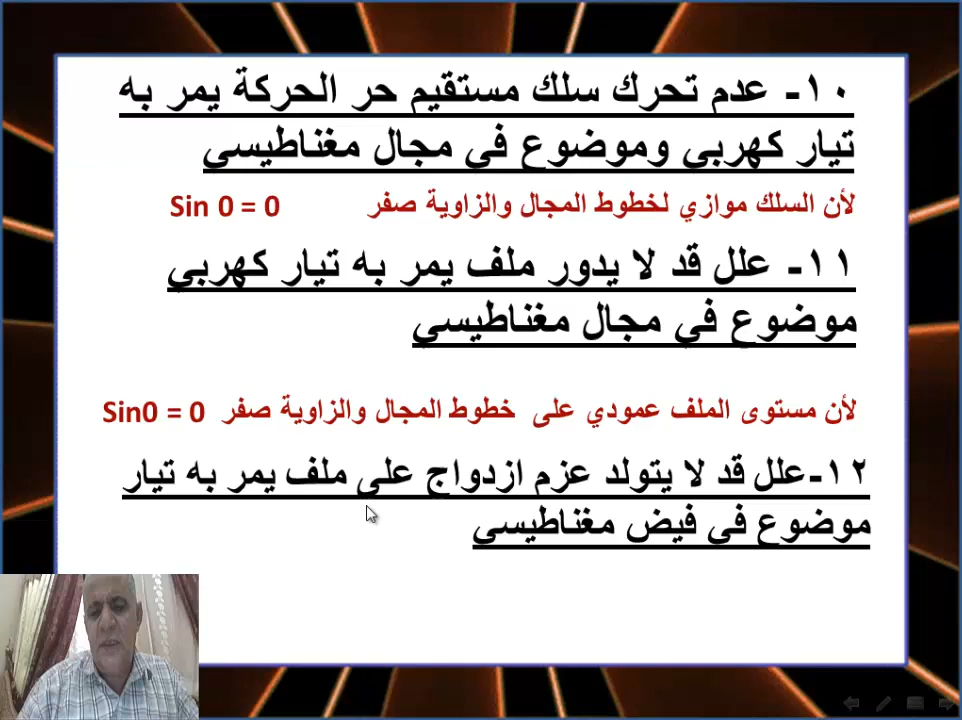 ١٠- عدم تحرك سلك مستقيم حر الحركة يمر به
تيار كهربي وموضوع في مجال مغناطيسي
لأن السلك موازي لخطوط المجال والزاوية صفر Sin 0 = 0
١١- علل قد لا يدور ملف يمر به تيار كهربي
موضوع في مجال مغناطيسي
لأن مستوى الملف عمودي على خطوط المجال والزاوية صفر Sin0 = 0
١٢-علل قد لا يتولد عزم ازدواج على ملف يمر به تيار
موضوع في فيض مغناطيسي